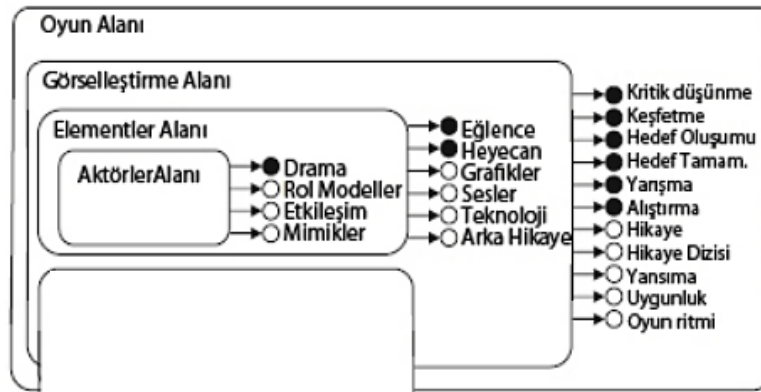 Oyun Alanı
Görselleştirme Alanı
Elementler Alanı
AktörlerAlanı
Drama
Rol Modeller
Etkileşim
Mimikler
Eğlence
Heyecan
Grafikler
Sesler
Teknoloji
Arka Hikaye
Kritik düşünme
Keşfetme
Hedef Oluşumu
Hedef Tamam.
Yarışma
Alıştırma
Hikaye
Hikaye Dizisi
Yansıma
Uygunluk
Oyun ritmi